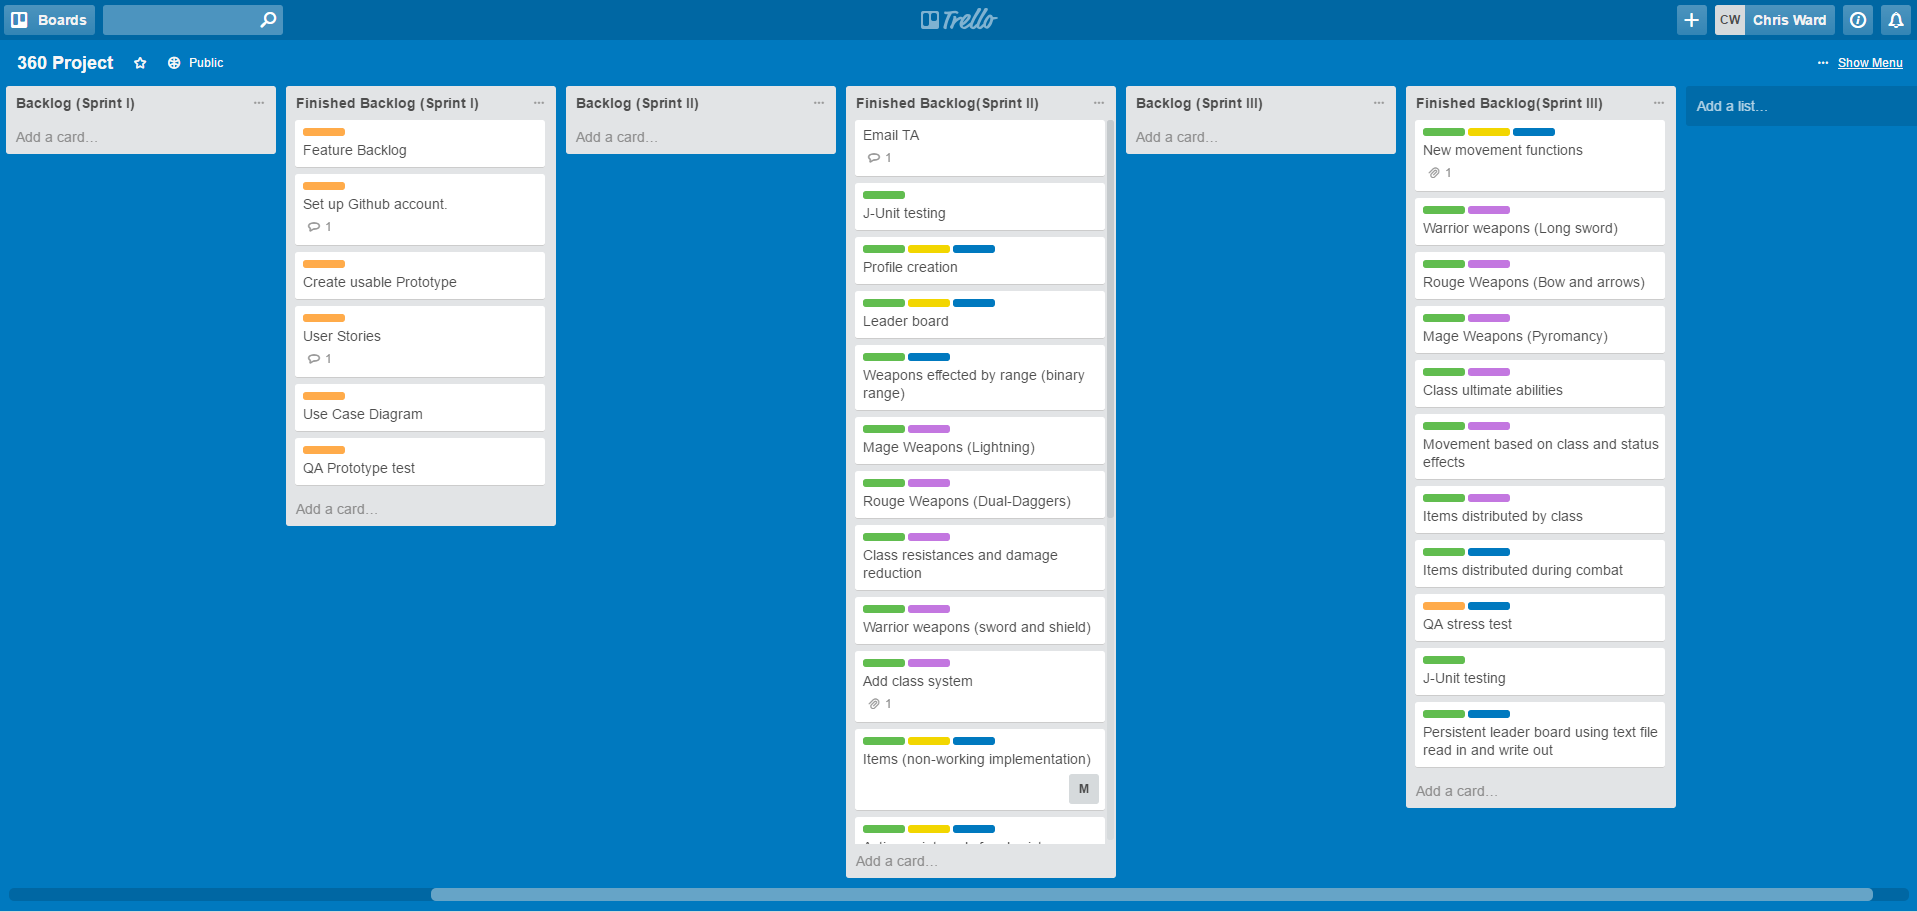 Boards
Trello
CW Chris Ward
360 Project
Public
Show Menu
Backlog (Sprint I)
Add a card...
Finished Backlog (Sprint I)
Feature Backlog
Set up Github account.
1
Create usable Prototype
User Stories
1
Use Case Diagram
QA Prototype test
Add a card...
Backlog (Sprint II)
Add a card...
Finished Backlog(Sprint II)
Email TA
1
J-Unit testing
Profile creation
Leader board
Weapons effected by range (binary
range)
Mage Weapons (Lightning)
Rouge Weapons (Dual-Daggers)
Class resistances and damage
reduction
Warrior weapons (sword and shield)
Add class system
1
Items (non-working implementation)
M
Add a card...
Backlog (Sprint III)
Add a card...
Finished Backlog(Sprint III)
New movement functions
1
Warrior weapons (Long sword)
Rouge Weapons (Bow and arrows)
Mage Weapons (Pyromancy)
Class ultimate abilities
Movement based on class and status
effects
Items distributed by class
Items distributed during combat
QA stress test
J-Unit testing
Persistent leader board using text file
read in and write out
Add a card...
Add a list...